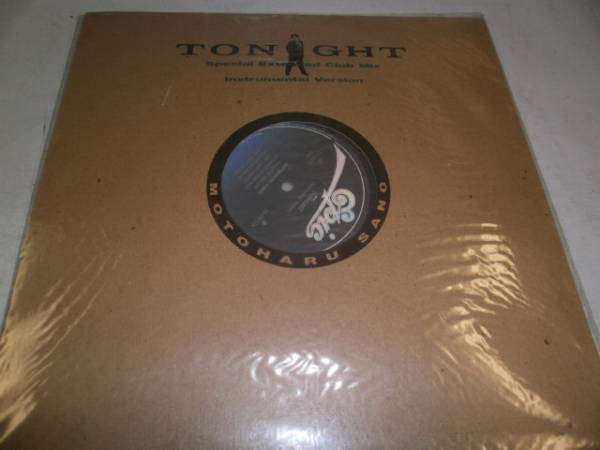 TONIGHT
Special Extended Club Mix
Instrumental Version
Epic
MOTOHARU SANO